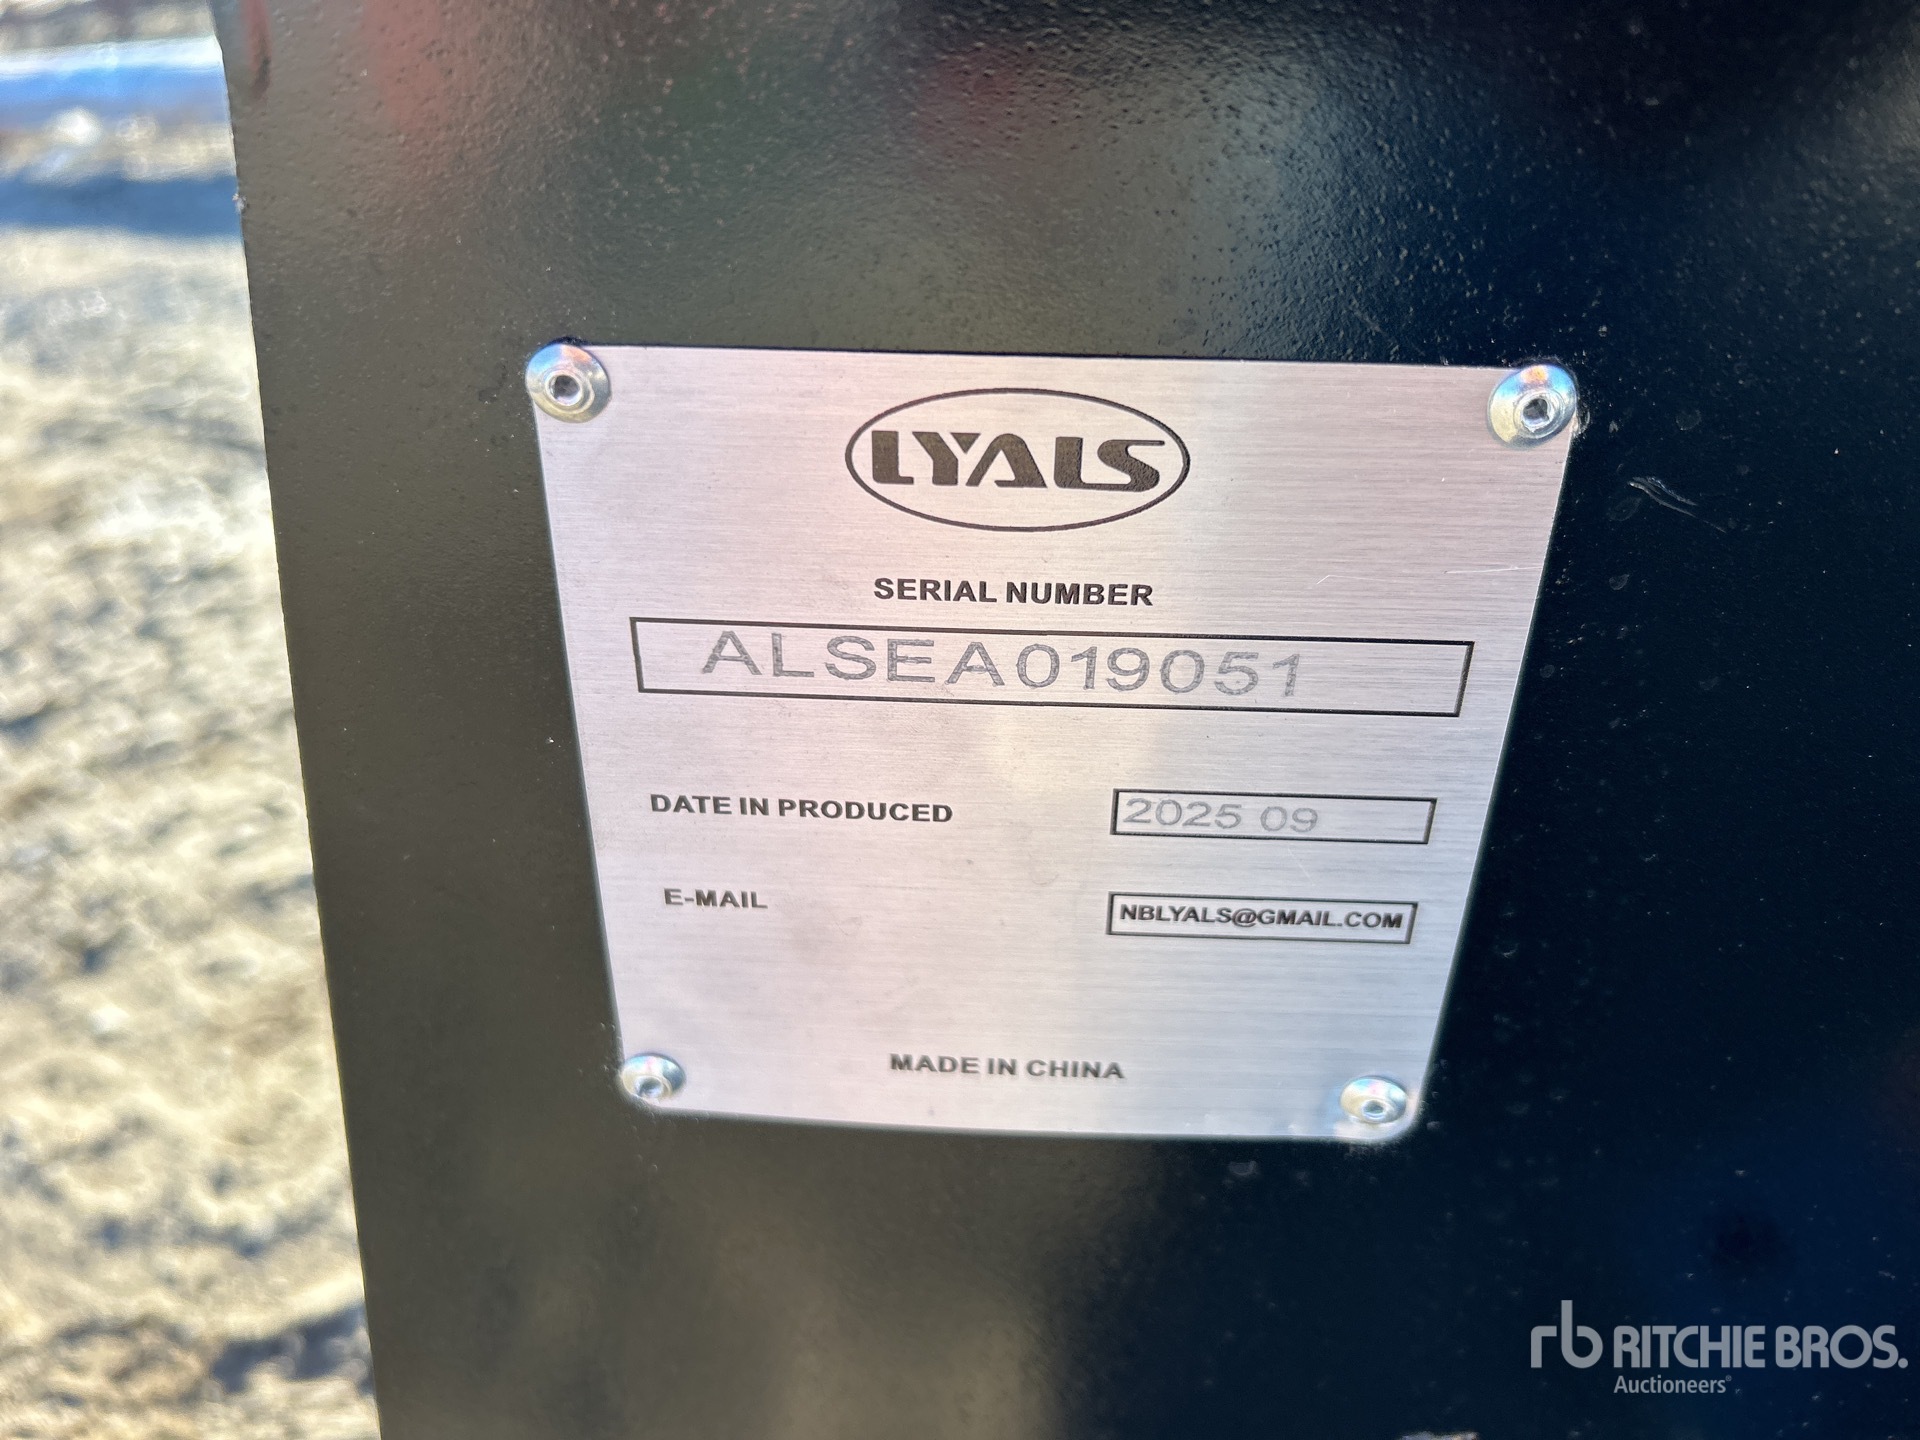 LYALS
SERIAL NUMBER
ALSEA019051
DATE IN PRODUCED 2025 09
E-MAIL NBLYALS@GMAIL.COM
MADE IN CHINA
rb RITCHIE BROS.
Auctioneers®